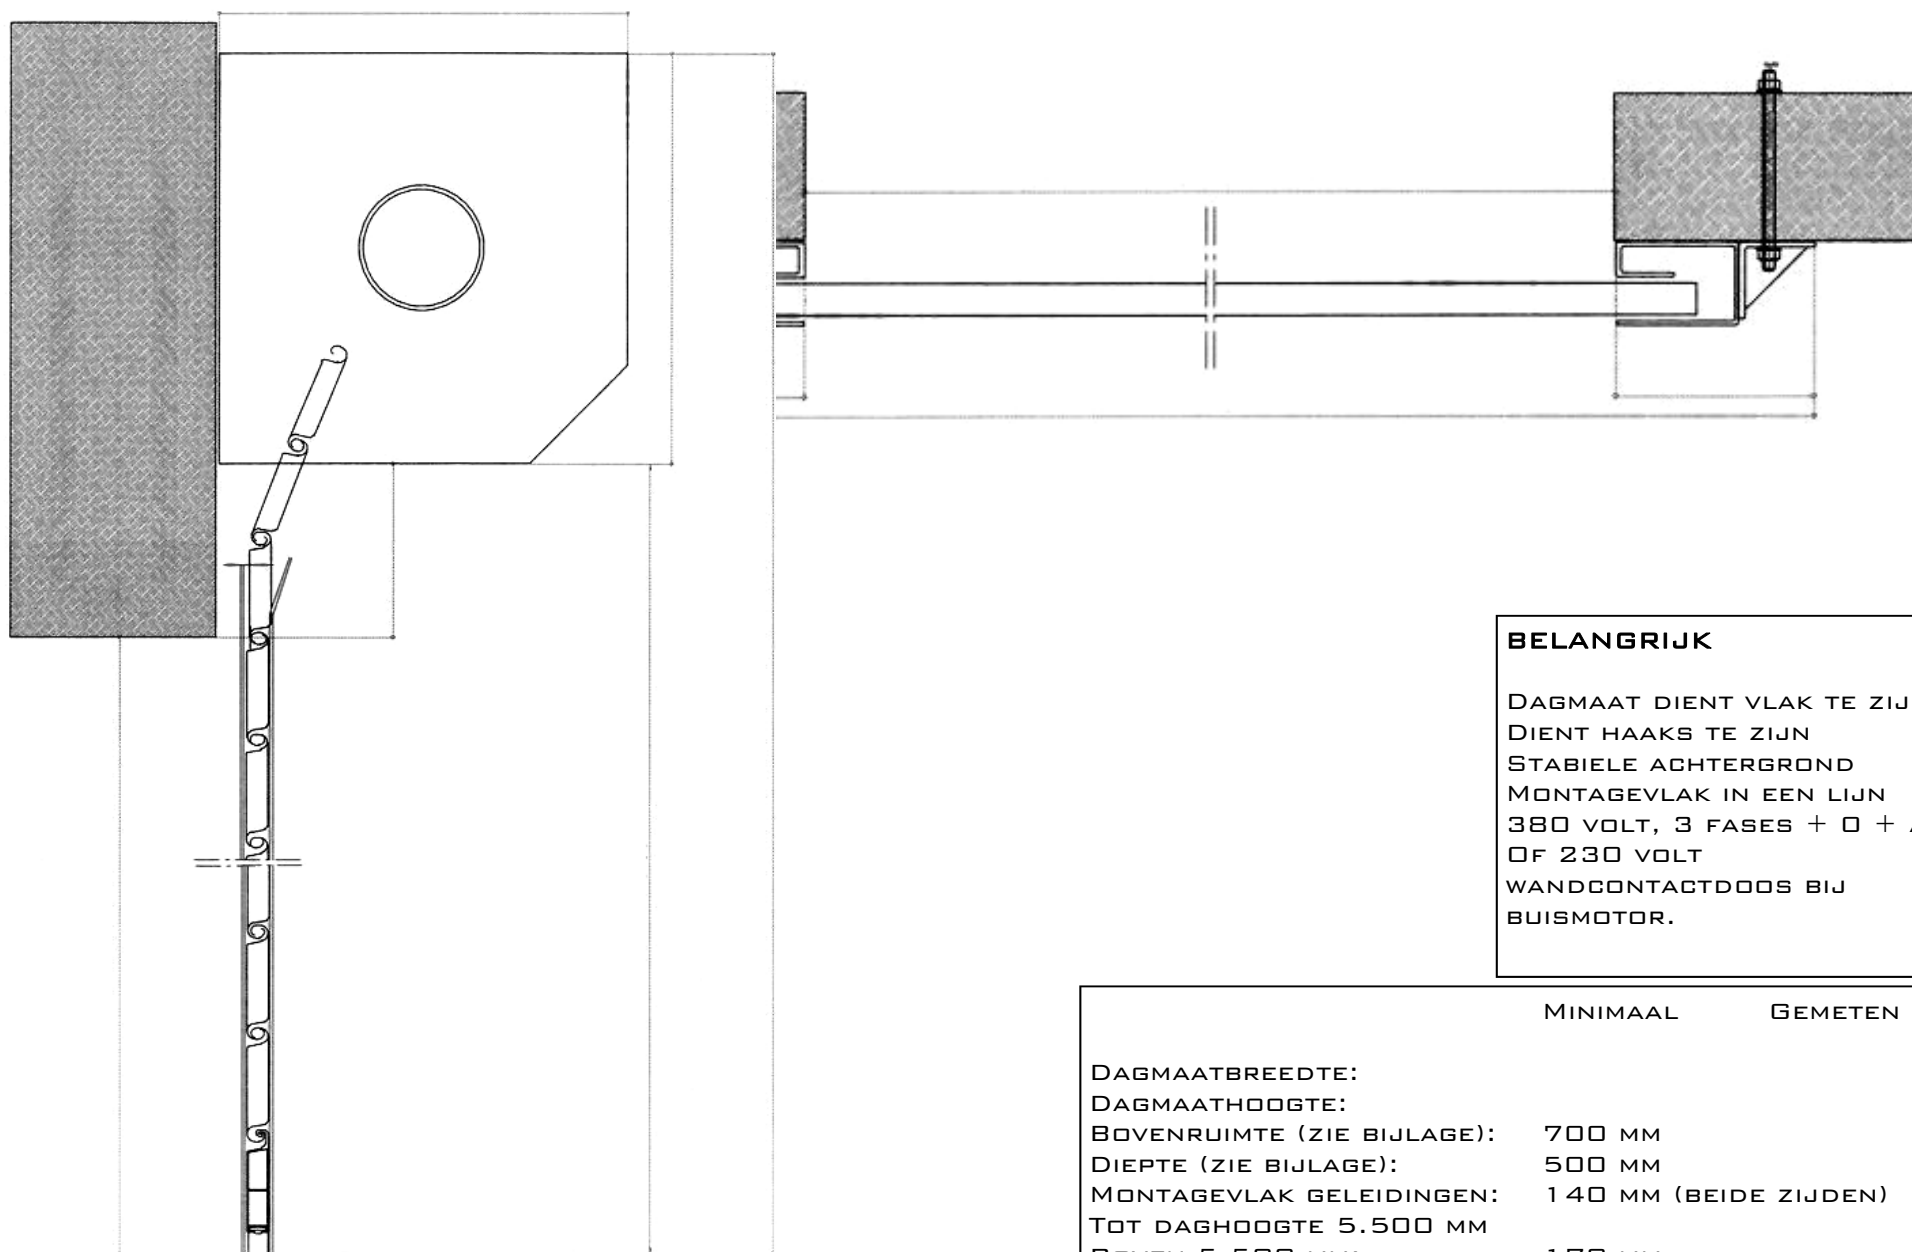 BELANGRIJK
DAGMAAT DIENT VLAK TE ZIJ
DIENT HAAKS TE ZIJN
STABIELE ACHTERGROND
MONTAGEVLAK IN EEN LIJN
380 VOLT, 3 FASES + 0 +
OF 230 VOLT
WANDCONTACTDOOS BIJ
BUISMOTOR.
MINIMAAL GEMETEN
DAGMAATBREEDTE:
DAGMAATHOOGTE:
BOVENRUIMTE (ZIE BIJLAGE): 700 MM
DIEPTE (ZIE BIJLAGE): 500 MM
MONTAGEVLAK GELEIDINGEN: 140 MM (BEIDE ZIJDEN)
TOT DAGHOOGTE 5.500 MM